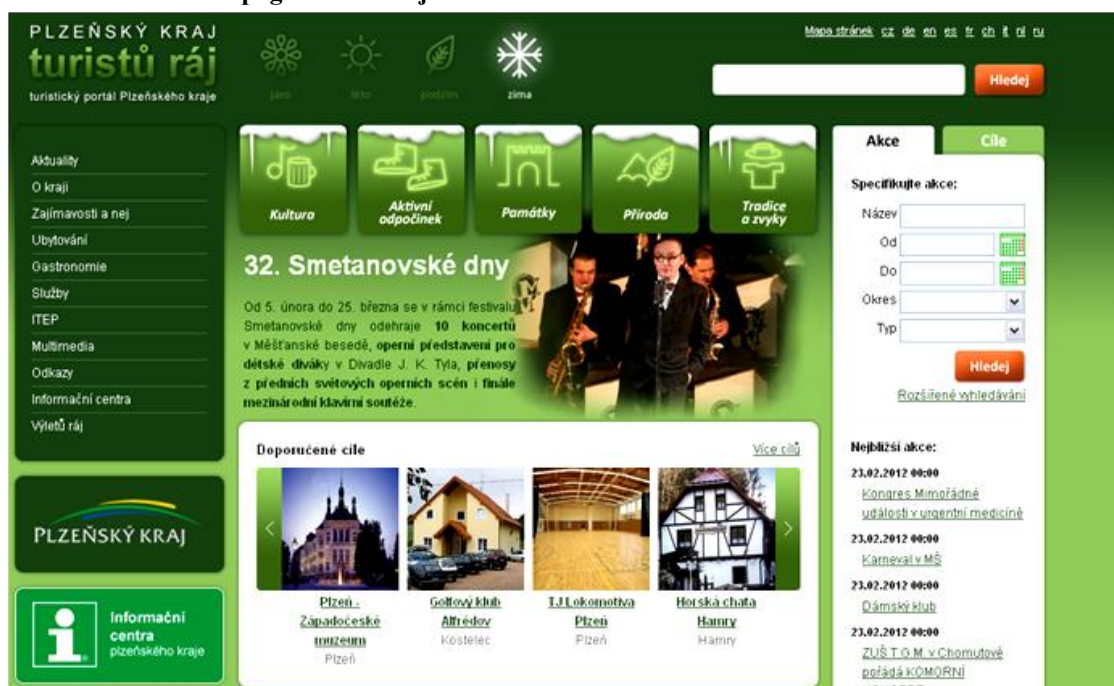 PLZEŇSKÝ KRAJ
turistů ráj
turistický portál Plzeňského kraje
jaro
léto
podzim
zima
Mapa stránek cz de en es fr ch it nl ru
Hledej
Aktuality
O kraji
Zajímavosti a nej
Ubytování
Gastronomie
Služby
ITEP
Multimedia
Odkazy
Informační centra
Výletů ráj
PLZEŇSKÝ KRAJ
Informační
centra
plzeňského kraje
Kultura
Aktivní
odpočinek
Památky
Příroda
Tradice
a zvyky
32. Smetanovské dny
Od 5. února do 25. března se v rámci festivalu
Smetanovské dny odehraje 10 koncertů
v Měšťanské besedě, operní představení pro
dětské diváky v Divadle J. K. Tyla, přenosy
z předních světových operních scén i finále
mezinárodní klavírní soutěže.
Doporučené cíle
Více cílů
Plzeň -
Západočeské
muzeum
Plzeň
Golfový klub
Alfrédov
Kostelec
TJ Lokomotiva
Plzeň
Plzeň
Horská chata
Hamry
Hamry
Akce
Cíle
Specifikujte akce:
Název
Od
Do
Okres
Typ
Hledej
Rozšířené vyhledávání
Nejbližší akce:
23.02.2012 00:00
Kongres Mimořádné
události v urgentní medicíně
23.02.2012 00:00
Karneval v MŠ
23.02.2012 00:00
Dámský klub
23.02.2012 00:00
ZUŠ T G M. v Chomutově
pořádá KOMORNÍ